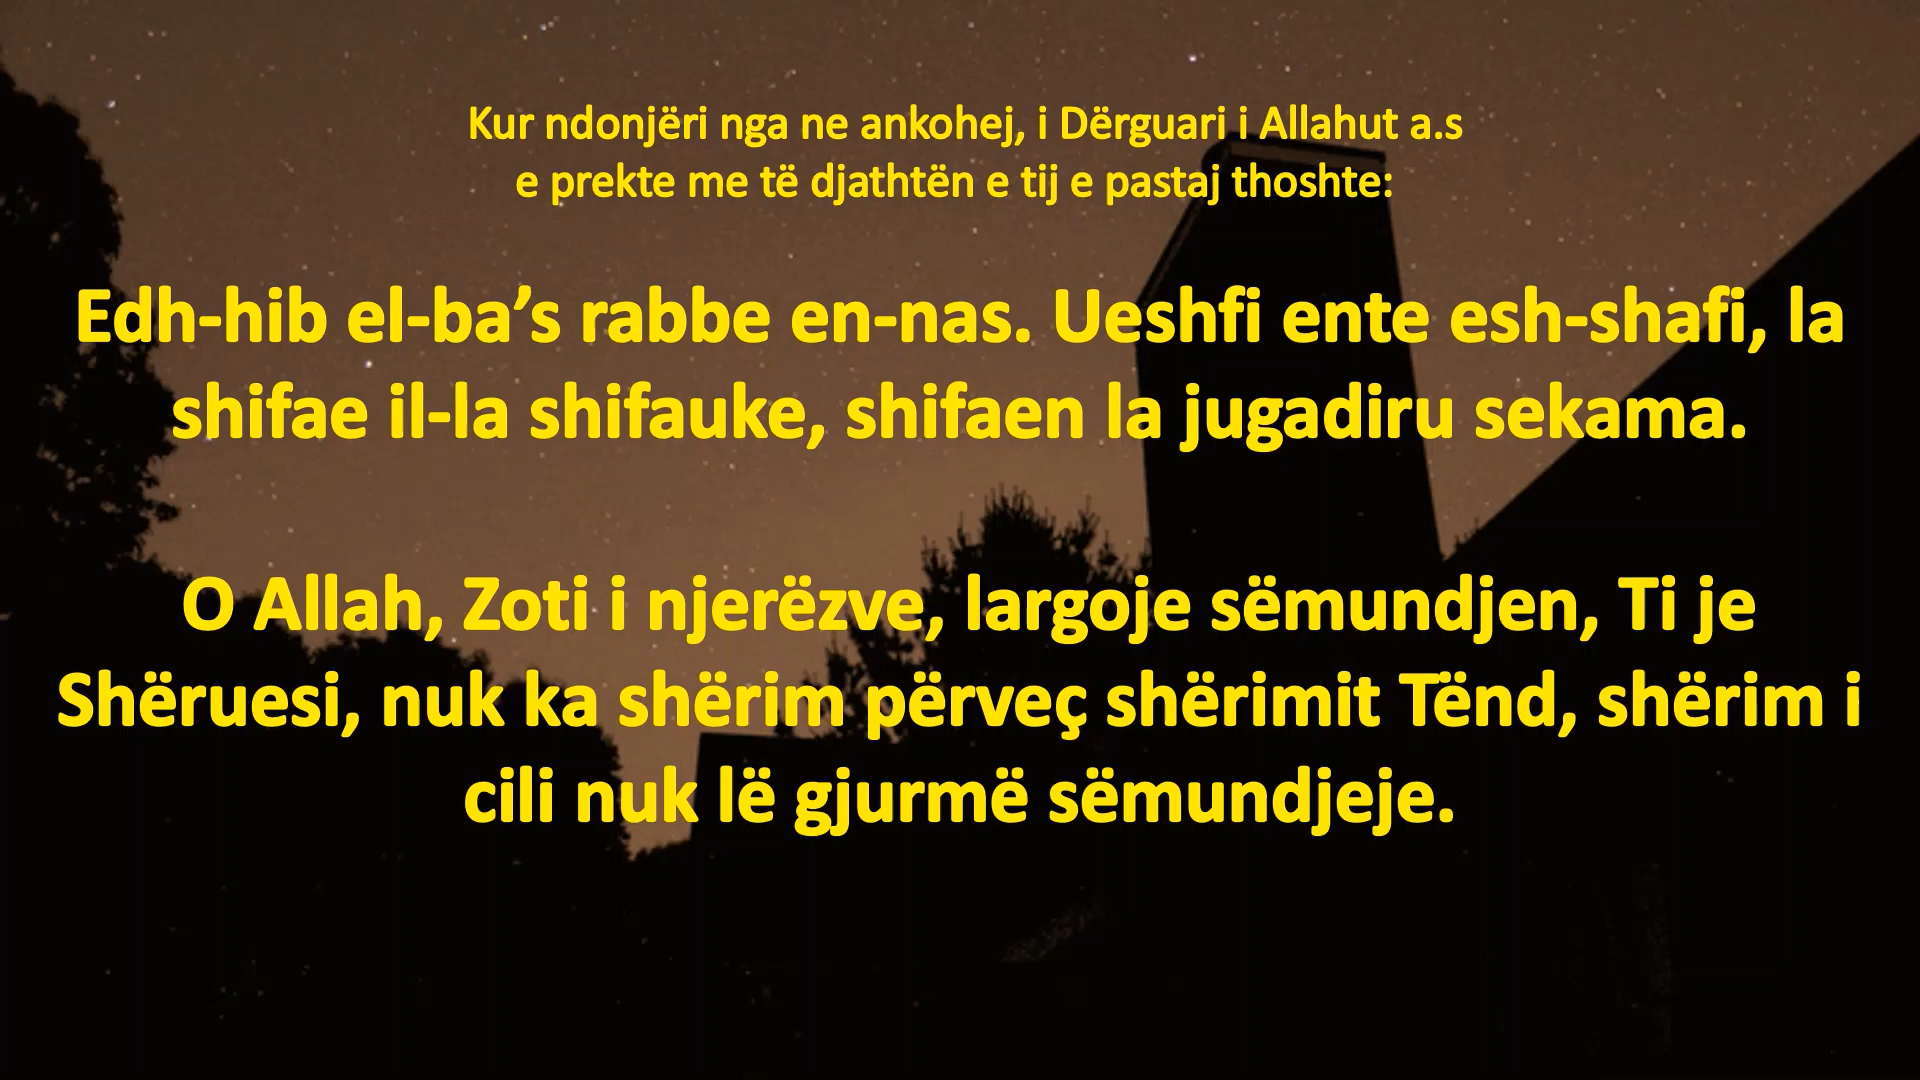 Kur ndonjëri nga ne ankohej, i Dërguari i Allahut a.s
e prekte me të djathtën e tij e pastaj thoshte:
Edh-hib el-ba’s rabbe en-nas. Ueshfi ente esh-shafi, la
shifae il-la shifauke, shifaen la jugadiru sekama.
O Allah, Zoti i njerëzve, largoje sëmundjen, Ti je
Shëruesi, nuk ka shërim përveç shërimit Tënd, shërim i
cili nuk lë gjurmë sëmundjeje.